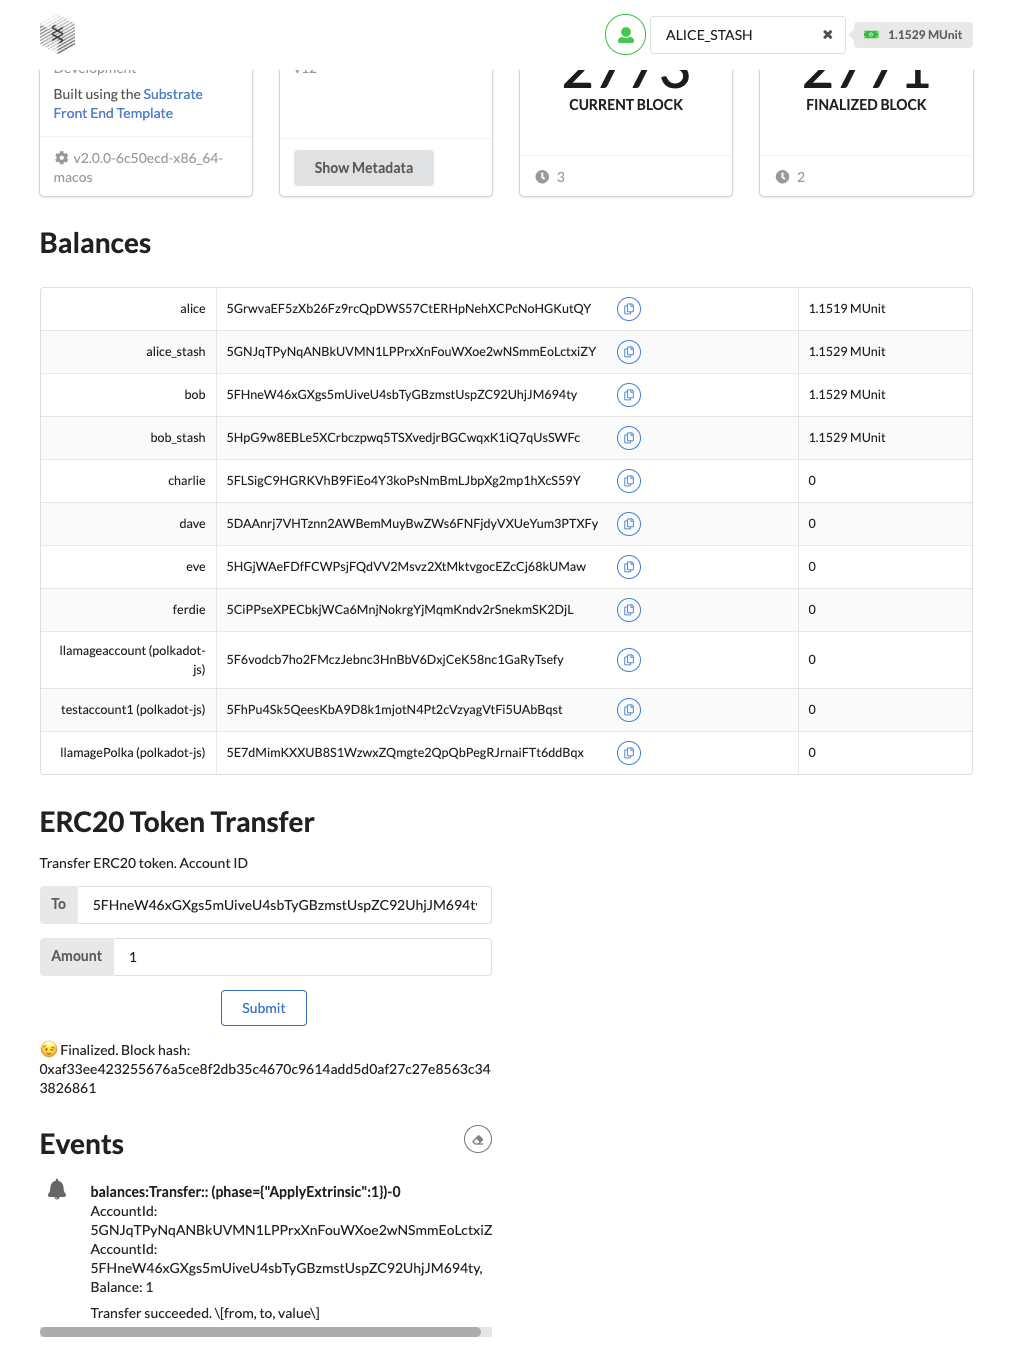 ALICE_STASH
1.1529 MUnit
Development
Built using the Substrate
Front End Template
v2.0.0-6c50ecd-x86_64-
macos
v12
Show Metadata
2773
CURRENT BLOCK
3
2771
FINALIZED BLOCK
2
Balances
alice 5GrwvaEF5zXb26Fz9rcQpDWS57CtERHpNehXCPcNoHGKutQY 1.1519 MUnit
alice_stash 5GNJqTPyNqANBkUVMN1LPPrxXnFouWXoe2wNSmmEoLctxiZY 1.1529 MUnit
bob 5FHneW46xGXgs5mUiveU4sbTyGBzmstUspZC92UhjJM694ty 1.1529 MUnit
bob_stash 5HpG9w8EBLe5XCrbczpwq5TSXvedjrBGCwqxK1iQ7qUsSWFc 1.1529 MUnit
charlie 5FLSigC9HGRKVhB9FiEo4Y3koPsNmBmLJbpXg2mp1hXcS59Y 0
dave 5DAAnrj7VHTznn2AWBemMuyBwZWs6FNFjdyVXUeYum3PTXFy 0
eve 5HGjWAeFDfFCWPsjFQdVV2Msvz2XtMktvgocEZcCj68kUMaw 0
ferdie 5CiPPseXPECbkjWCa6MnjNokrgYjMqmKndv2rSnekmSK2DjL 0
llamageaccount (polkadot-
js) 5F6vodcb7ho2FMczJebnc3HnBbV6DxjCeK58nc1GaRyTsefy 0
testaccount1 (polkadot-js) 5FhPu4Sk5QeesKbA9D8k1mjotN4Pt2cVzyagVtFi5UAbBqst 0
llamagePolka (polkadot-js) 5E7dMimKXXUB8S1WzwxZQmgte2QpQbPegRJrnaiFTt6ddBqx 0
ERC20 Token Transfer
Transfer ERC20 token. Account ID
To 5FHneW46xGXgs5mUiveU4sbTyGBzmstUspZC92UhjJM694t
Amount 1
Submit
😉 Finalized. Block hash:
0xaf33ee423255676a5ce8f2db35c4670c9614add5d0af27c27e8563c34
3826861
Events
balances:Transfer:: (phase={"ApplyExtrinsic":1})-0
AccountId:
5GNJqTPyNqANBkUVMN1LPPrxXnFouWXoe2wNSmmEoLctxiZ
AccountId:
5FHneW46xGXgs5mUiveU4sbTyGBzmstUspZC92UhjJM694ty,
Balance: 1
Transfer succeeded. \[from, to, value\]